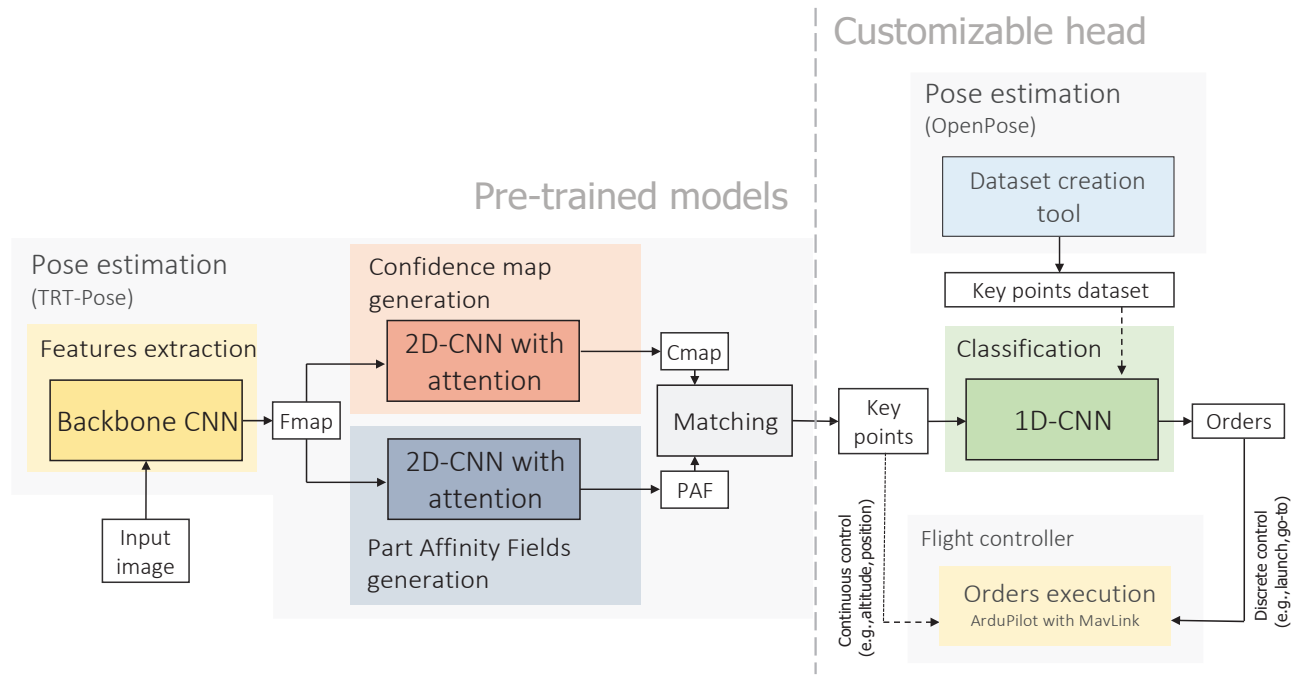 Customizable head
Pre-trained models
Pose estimation
(TRT-Pose)
Features extraction
Backbone CNN
Input
image
Fmap
Confidence map
generation
2D-CNN with
attention
2D-CNN with
attention
Part Affinity Fields
generation
Cmap
Matching
PAF
Pose estimation
(OpenPose)
Dataset creation
tool
Key points dataset
Classification
Key
points
1D-CNN
Orders
Continuous control
(e.g.,altitude,position)
Flight controller
Orders execution
ArduPilot with MavLink
Discrete control
(e.g.,launch,go-to)